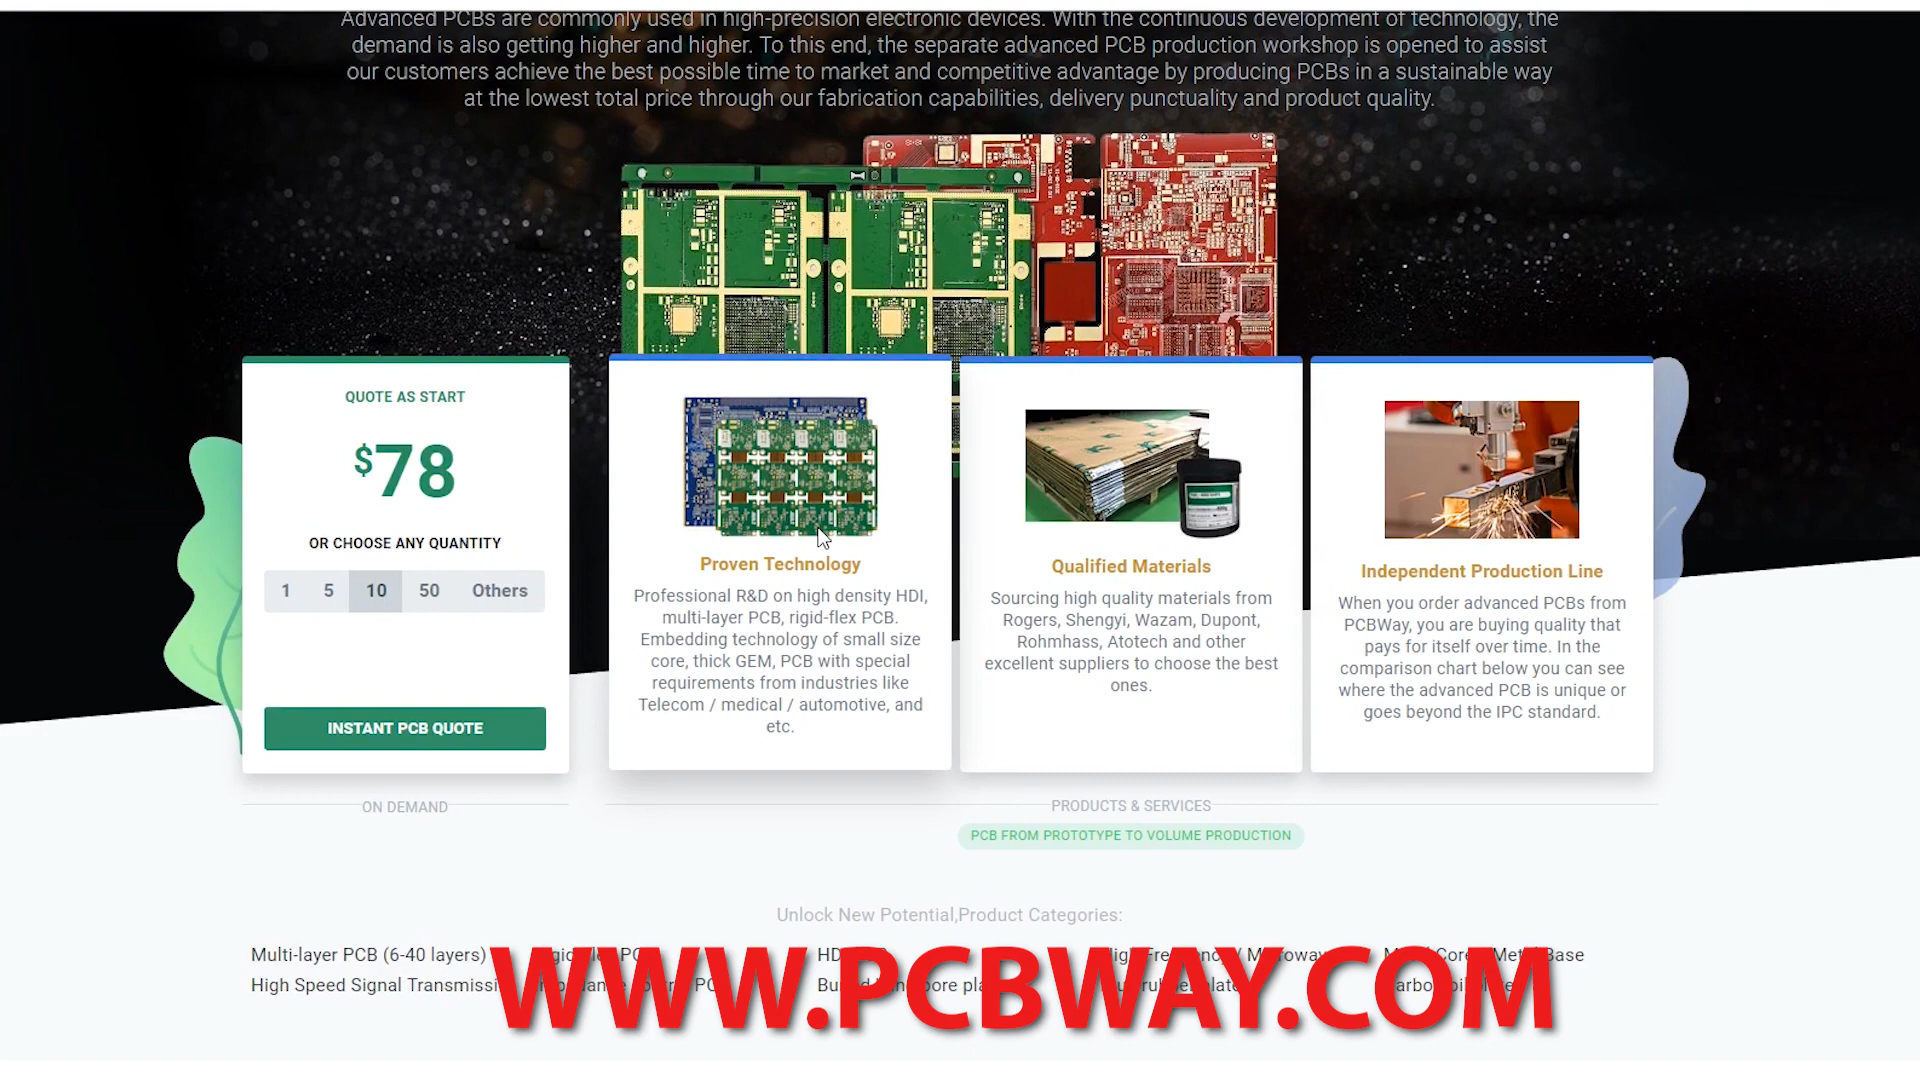 Advanced PCBs are commonly used in high-precision electronic devices. With the continuous development of technology, the
demand is also getting higher and higher. To this end, the separate advanced PCB production workshop is opened to assist
our customers achieve the best possible time to market and competitive advantage by producing PCBs in a sustainable way
at the lowest total price through our fabrication capabilities, delivery punctuality and product quality.
QUOTE AS START
$78
OR CHOOSE ANY QUANTITY
1 5 10 50 Others
INSTANT PCB QUOTE
ON DEMAND
Proven Technology
Professional R&D on high density HDI,
multi-layer PCB, rigid-flex PCB.
Embedding technology of small size
core, thick GEM, PCB with special
requirements from industries like
Telecom / medical / automotive, and
etc.
Qualified Materials
Sourcing high quality materials from
Rogers, Shengyi, Wazam, Dupont,
Rohmhass, Atotech and other
excellent suppliers to choose the best
ones.
Independent Production Line
When you order advanced PCBs from
PCBWay, you are buying quality that
pays for itself over time. In the
comparison chart below you can see
where the advanced PCB is unique or
goes beyond the IPC standard.
PRODUCTS & SERVICES
PCB FROM PROTOTYPE TO VOLUME PRODUCTION
Unlock New Potential,Product Categories:
Multi-layer PCB (6-40 layers)
High Speed Signal
WWW.PCBWAY.COM